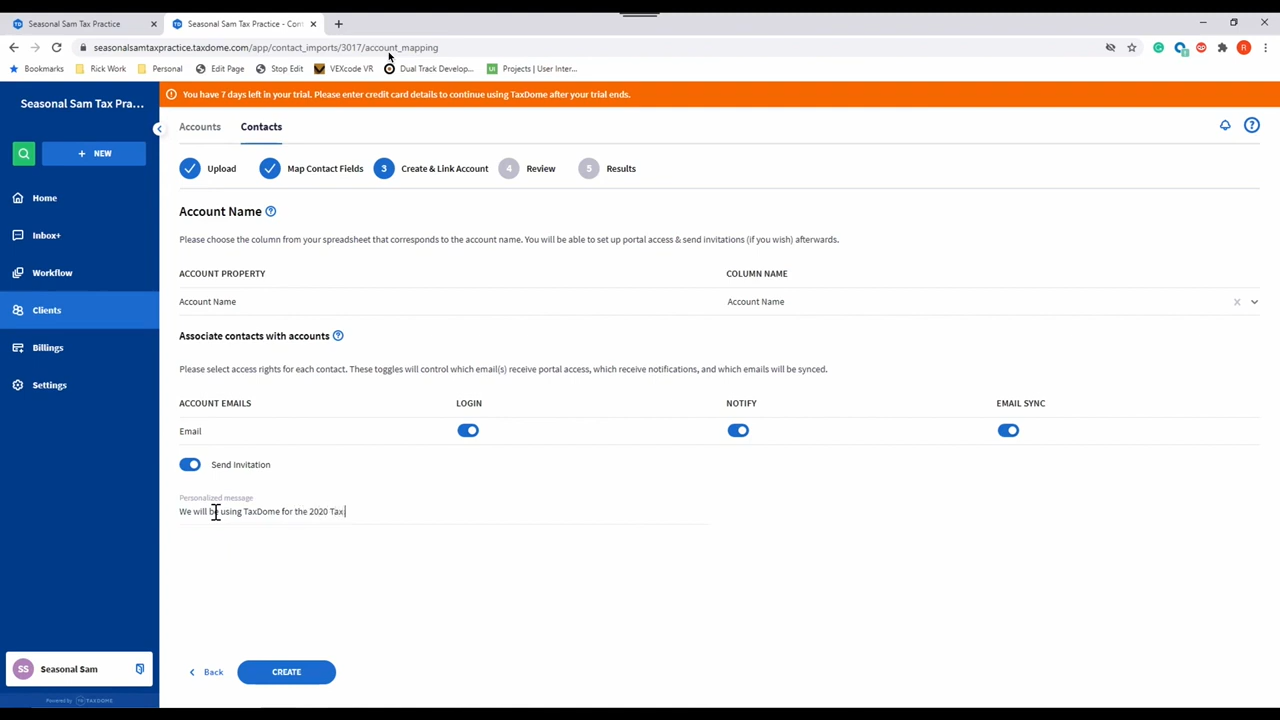 Seasonal Sam Tax Practice
Seasonal Sam Tax Practice - Cont
seasonalsamtaxpractice.taxdome.com/app/contact_imports/3017/account_mapping
Bookmarks Rick Work Personal Edit Page Stop Edit VEXcode VR Dual Track Develop... Projects | User Inter...
Seasonal Sam Tax Pra...
You have 7 days left in your trial. Please enter credit card details to continue using TaxDome after your trial ends.
+ NEW
Home
Inbox+
Workflow
Clients
Billings
Settings
SS Seasonal Sam
Powered by TAXDOME
Accounts Contacts
Upload Map Contact Fields 3 Create & Link Account 4 Review 5 Results
Account Name
Please choose the column from your spreadsheet that corresponds to the account name. You will be able to set up portal access & send invitations (if you wish) afterwards.
ACCOUNT PROPERTY COLUMN NAME
Account Name Account Name
Associate contacts with accounts
Please select access rights for each contact. These toggles will control which email(s) receive portal access, which receive notifications, and which emails will be synced.
ACCOUNT EMAILS LOGIN NOTIFY EMAIL SYNC
Email
Send Invitation
Personalized message
We will be using TaxDome for the 2020 Tax
Back CREATE